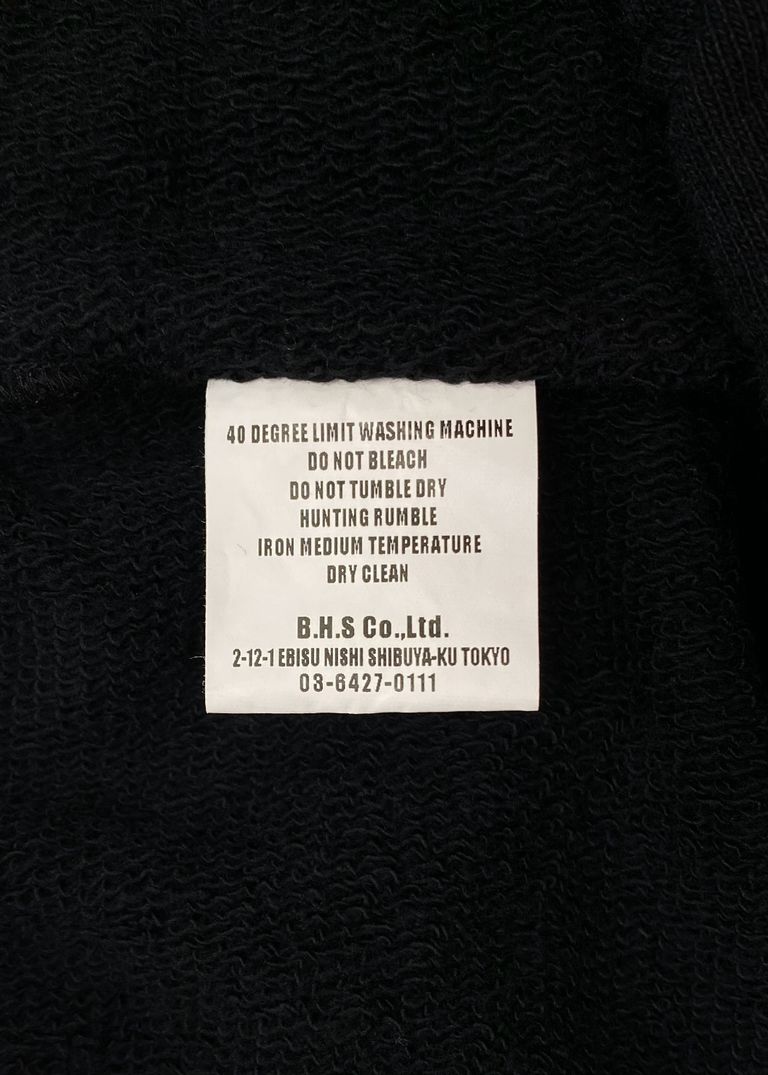 40 DEGREE LIMIT WASHING MACHINE
DO NOT BLEACH
DO NOT TUMBLE DRY
HUNTING RUMBLE
IRON MEDIUM TEMPERATURE
DRY CLEAN
B.H.S Co.,Ltd.
2-12-1 EBISU NISHI SHIBUYA-KU TOKYO
03-6427-0111